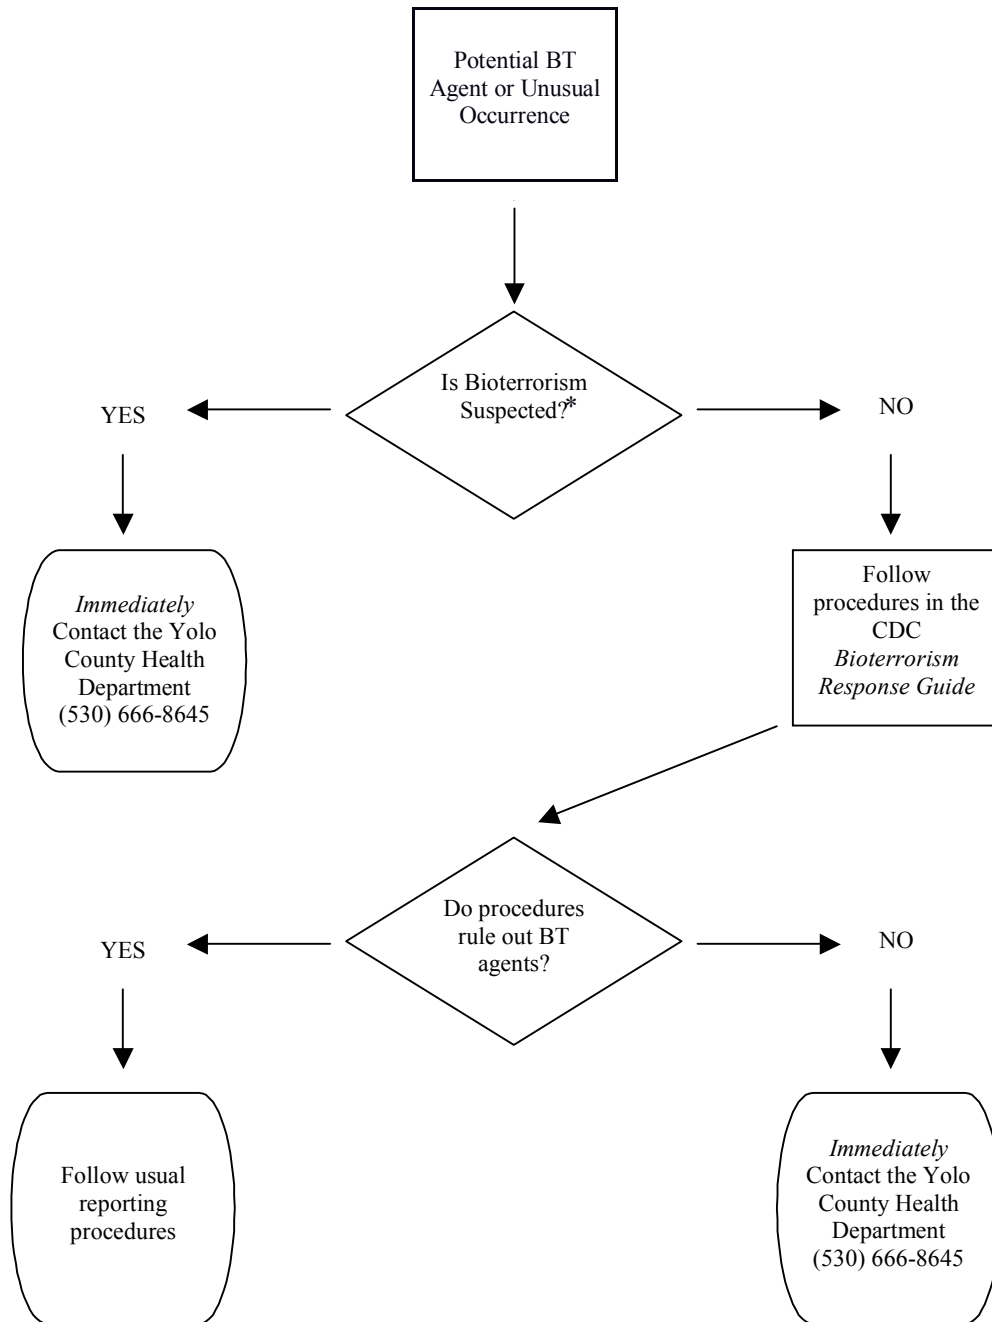 Potential BT
Agent or Unusual
Occurrence
Is Bioterrorism
Suspected?*
YES
NO
Immediately
Contact the Yolo
County Health
Department
(530) 666-8645
Follow
procedures in the
CDC
Bioterrorism
Response Guide
Do procedures
rule out BT
agents?
YES
NO
Follow usual
reporting
procedures
Immediately
Contact the Yolo
County Health
Department
(530) 666-8645